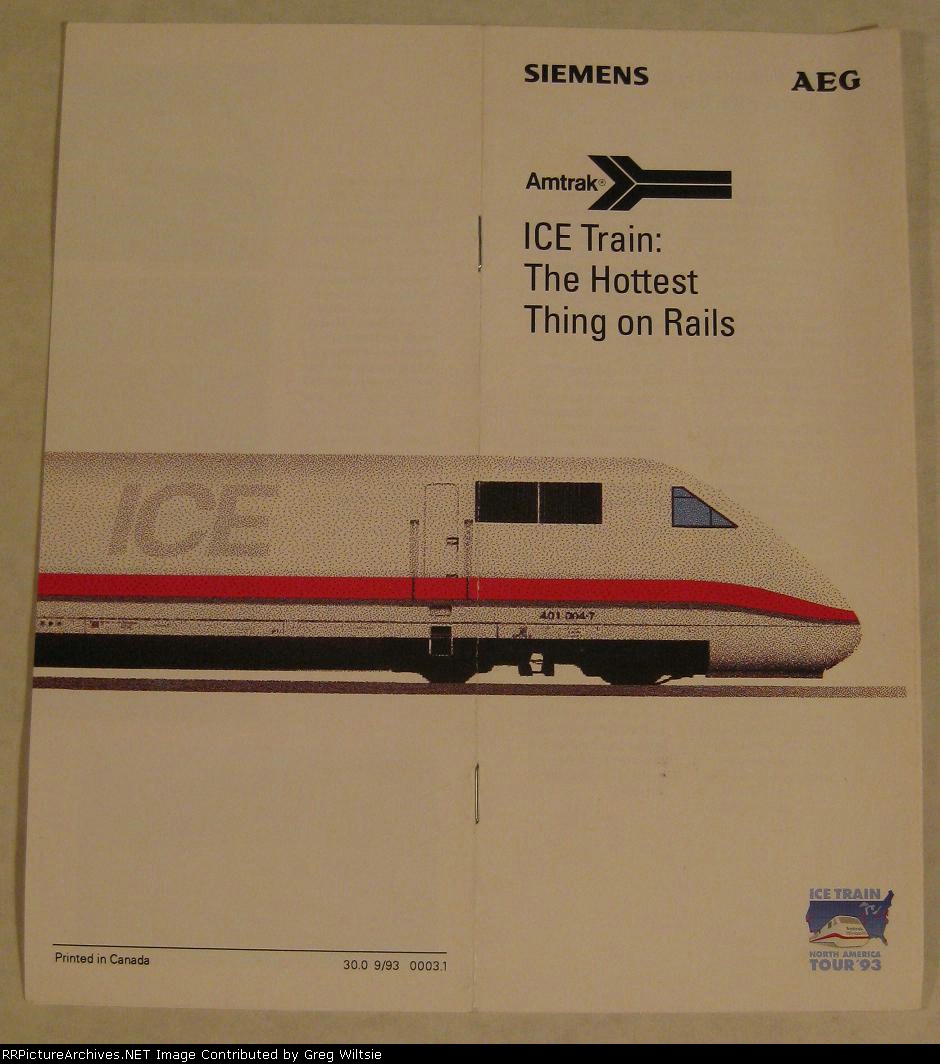 SIEMENS
AEG
Amtrak®
ICE Train:
The Hottest
Thing on Rails
ICE
401 004-7
ICE TRAIN
NORTH AMERICA
TOUR '93
Printed in Canada
30.0 9/93 0003.1
RRPictureArchives.NET Image Contributed by Greg Wiltsie